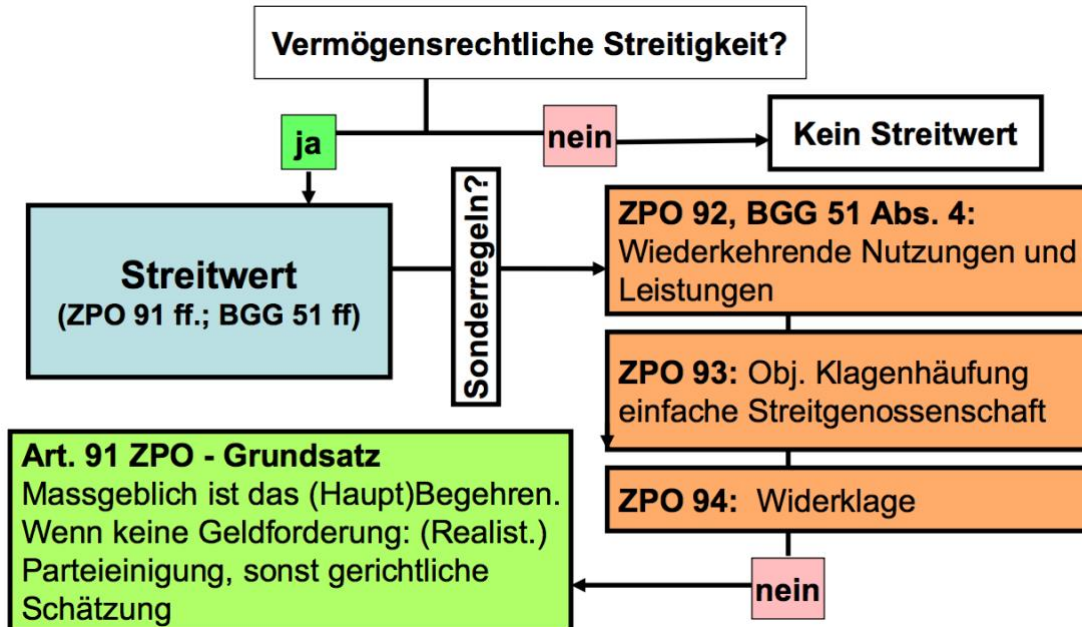 Vermögensrechtliche Streitigkeit?
ja
nein
Kein Streitwert
Streitwert
(ZPO 91 ff.; BGG 51 ff)
Sonderregeln?
ZPO 92, BGG 51 Abs. 4:
Wiederkehrende Nutzungen und
Leistungen
ZPO 93: Obj. Klagenhäufung
einfache Streitgenossenschaft
ZPO 94: Widerklage
nein
Art. 91 ZPO - Grundsatz
Massgeblich ist das (Haupt)Begehren.
Wenn keine Geldforderung: (Realist.)
Parteieinigung, sonst gerichtliche
Schätzung